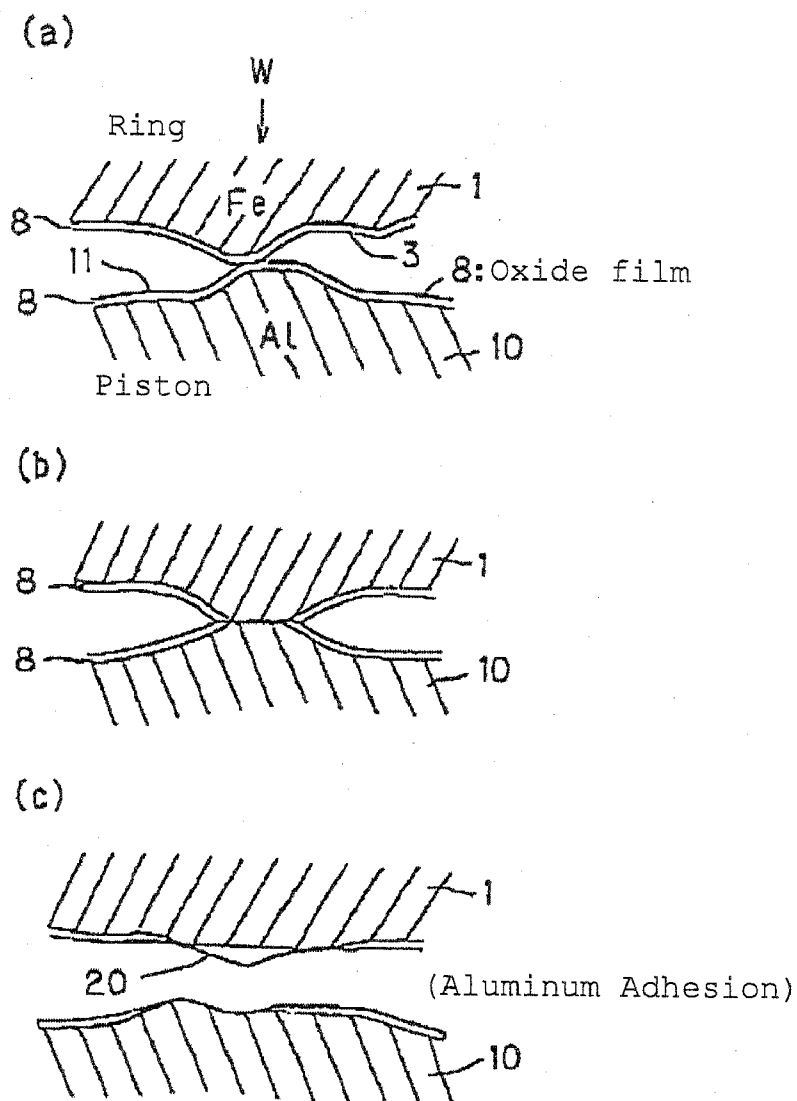 (a)
W
Ring
Fe
1
8
3
11
8:Oxide film
8
Al
10
Piston
(b)
8
1
8
10
(c)
1
20
(Aluminum Adhesion)
10